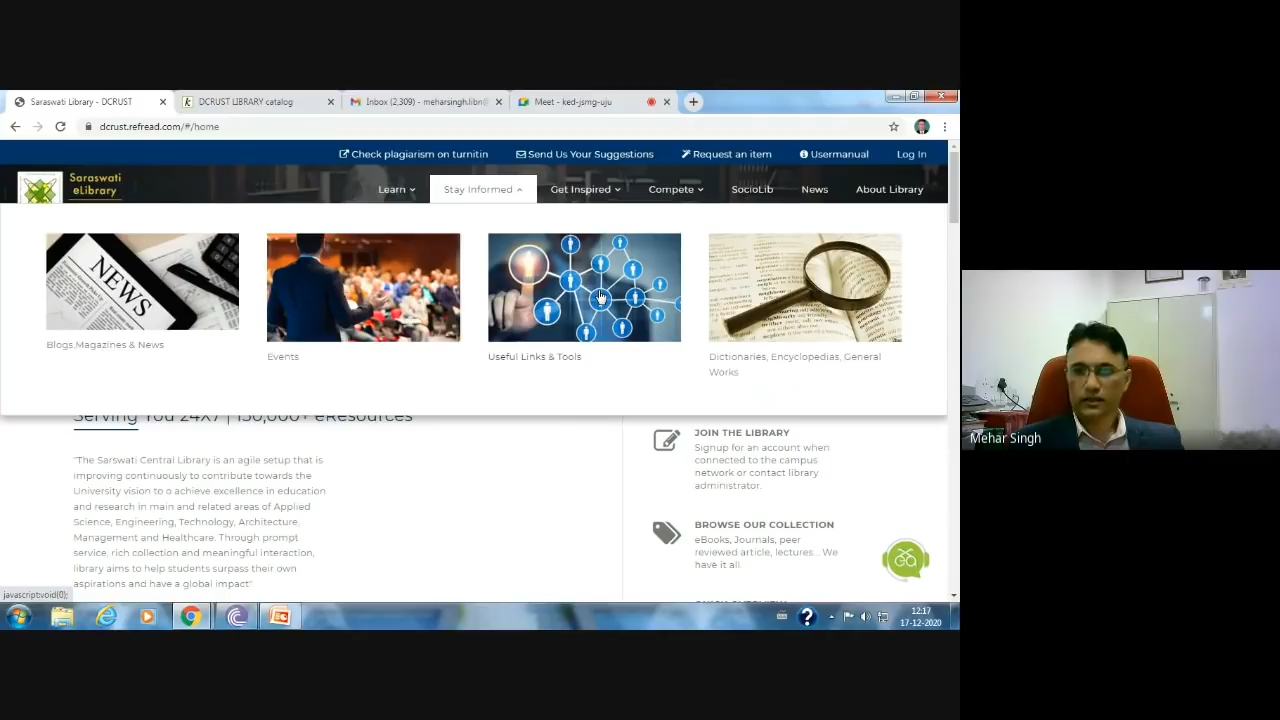 Saraswati Library - DCRUST
DCRUST LIBRARY catalog
Inbox (2,309) - meharsingh.libn@
Meet - ked-jsmg-uju
dcrust.refread.com/#/home
Check plagiarism on turnitin
Send Us Your Suggestions
Request an item
Usermanual
Log In
Saraswati
eLibrary
Learn
Stay Informed
Get Inspired
Compete
SocioLib
News
About Library
NEWS
Blogs,Magazines & News
Events
Useful Links & Tools
Dictionaries, Encyclopedias, General
Works
Serving You 24X7 | 150,000+ eResources
"The Sarswati Central Library is an agile setup that is
improving continuously to contribute towards the
University vision to a achieve excellence in education
and research in main and related areas of Applied
Science, Engineering, Technology, Architecture,
Management and Healthcare. Through prompt
service, rich collection and meaningful interaction,
library aims to help students surpass their own
aspirations and have a global impact"
JOIN THE LIBRARY
Signup for an account when
connected to the campus
network or contact library
administrator.
BROWSE OUR COLLECTION
eBooks, Journals, peer
reviewed article, lectures... We
have it all.
javascript:void(0);
12:17
17-12-2020
Mehar Singh